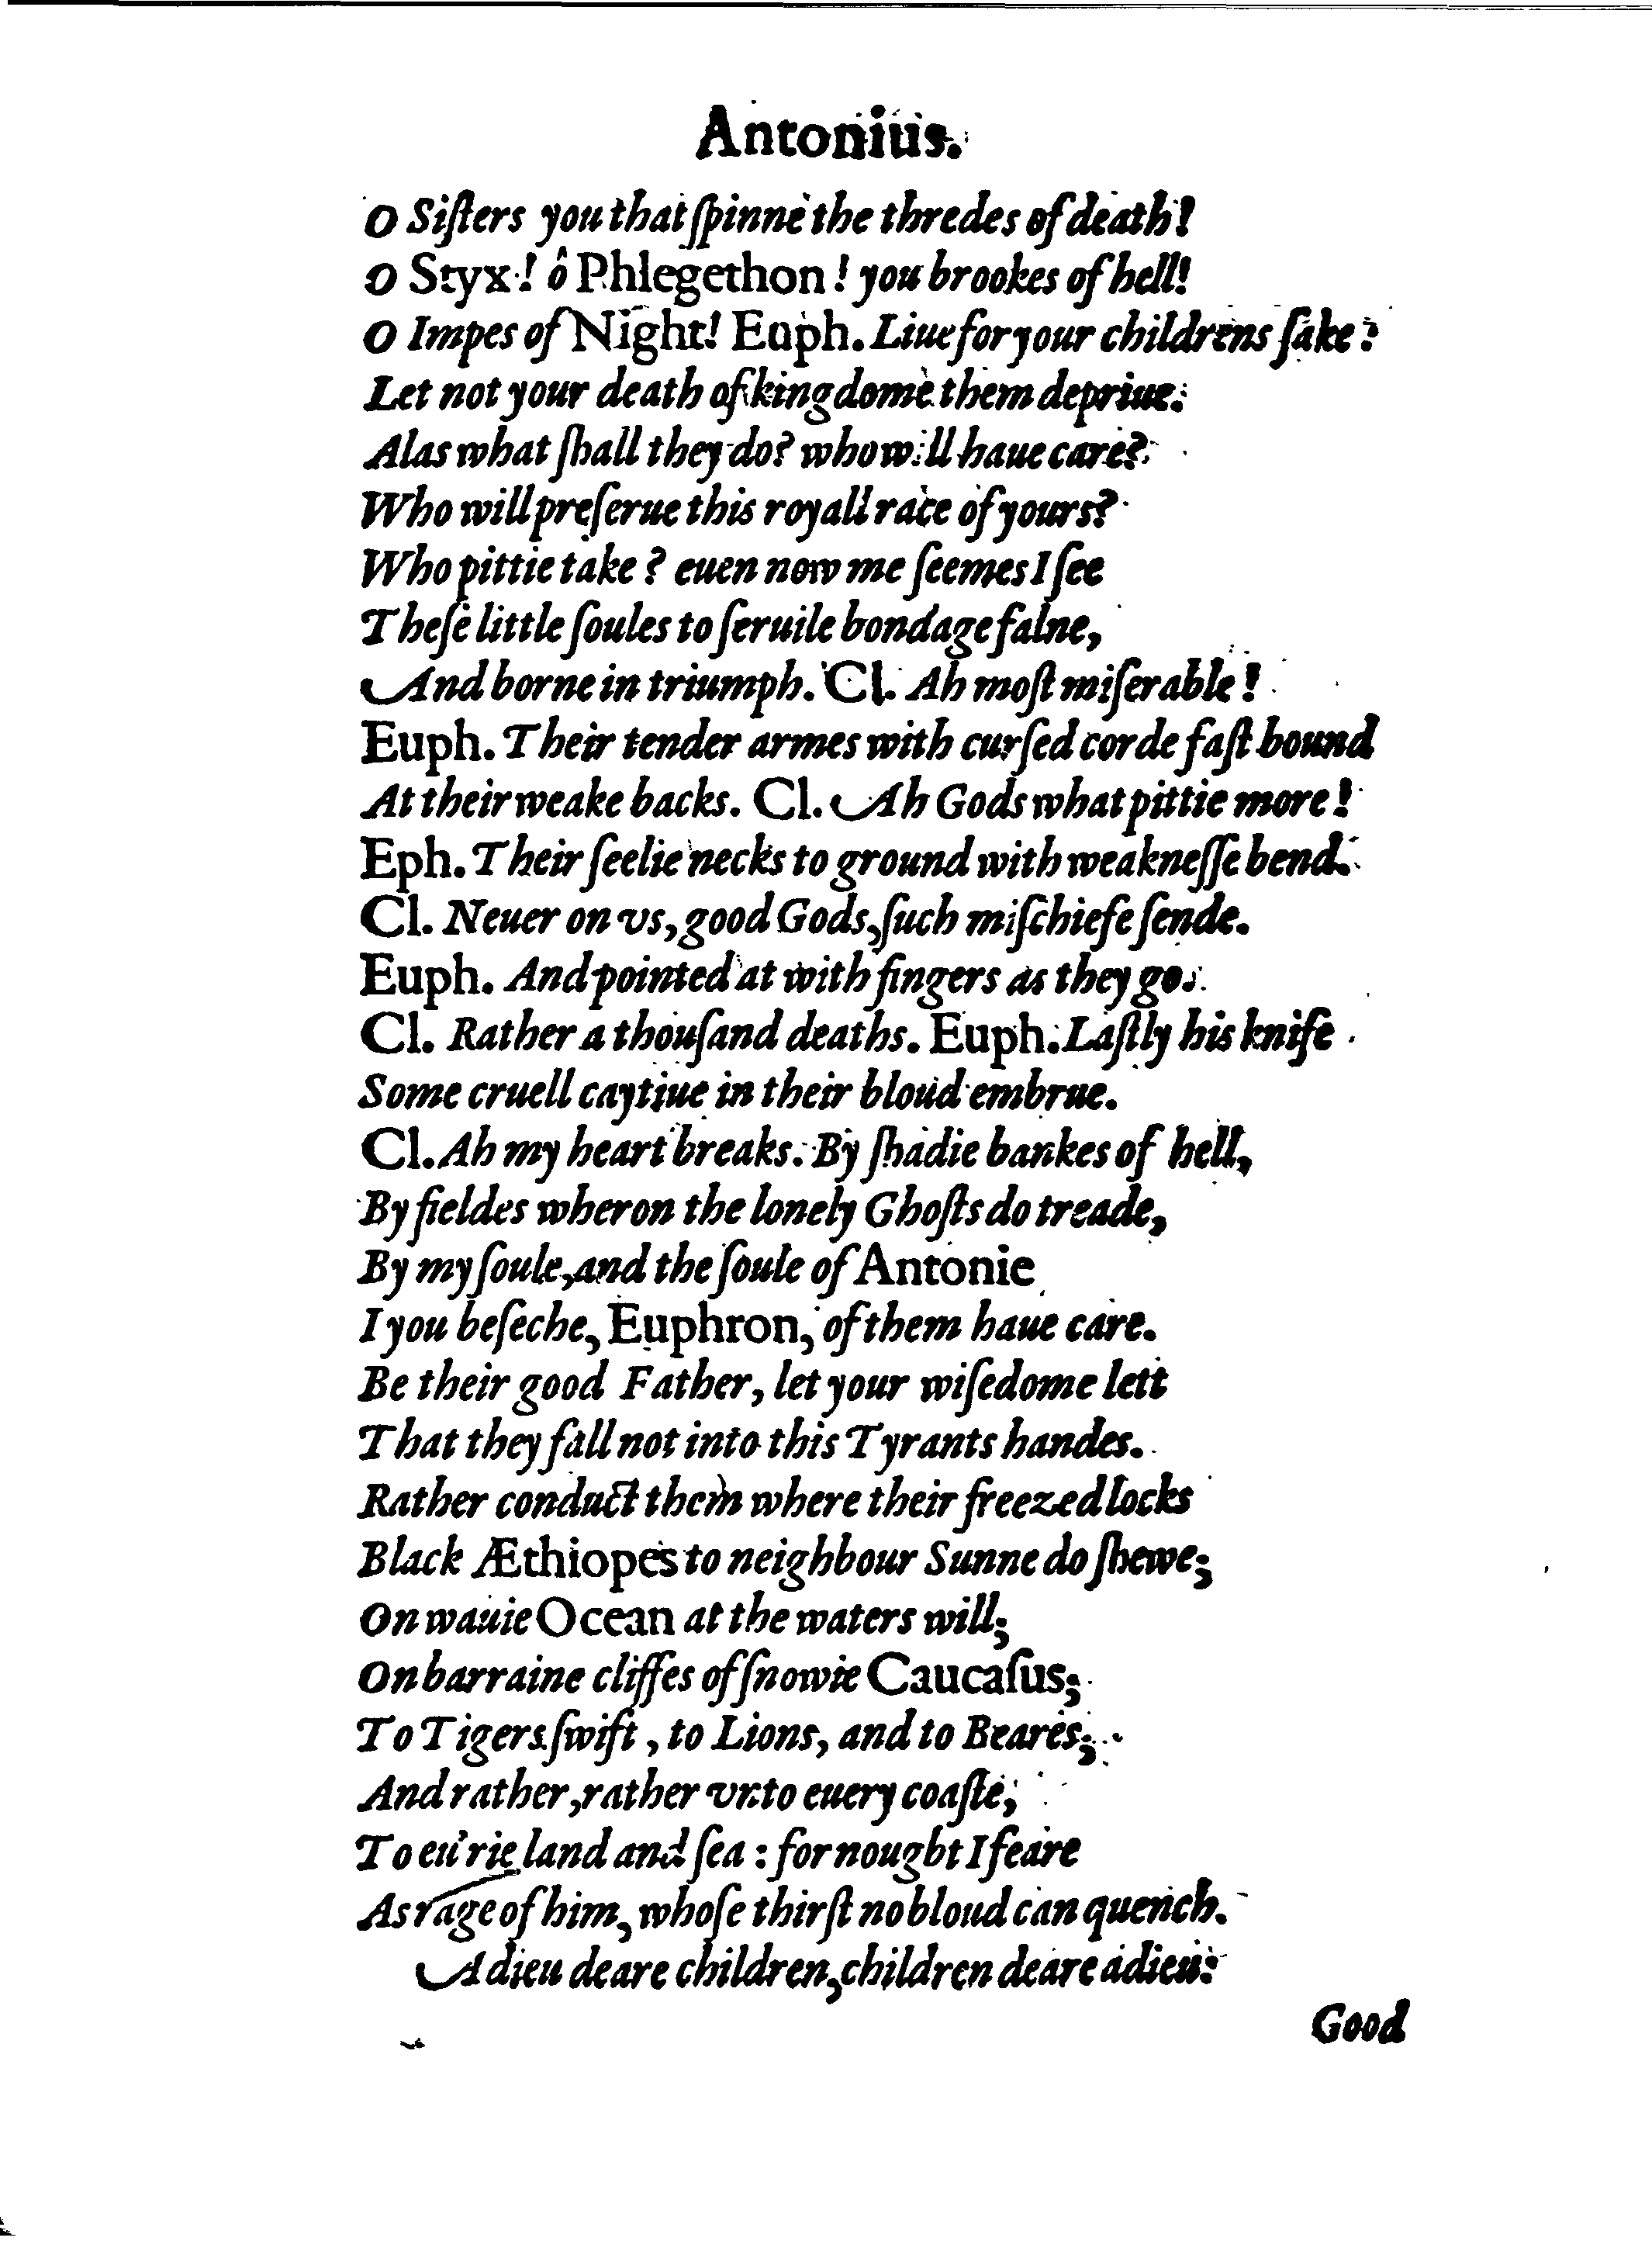 Antonius.
O Siſters you that ſpinne the thredes of death!
O Styx! ô Phlegethon! you brookes of hell!
O Impes of Night! Euph. Liue for your childrens ſake:
Let not your death of kingdome them depriue.
Alas what ſhall they do? who will haue care?
Who will preſerue this royall race of yours?
Who pittie take? euen now me ſeemes I ſee
Theſe little ſoules to ſeruile bondage falne,
And borne in triumph. Cl. Ah moſt miſerable!
Euph. Their tender armes with curſed corde faſt bound
At their weake backs. Cl. Ah Gods what pittie more!
Eph. Their ſeelie necks to ground with weakneſſe bend.
Cl. Neuer on vs, good Gods, ſuch miſchiefe ſende.
Euph. And pointed at with fingers as they go.
Cl. Rather a thouſand deaths. Euph. Laſtly his knife
Some cruell caytiue in their bloud embrue.
Cl. Ah my heart breaks. By ſhadie bankes of hell,
By fieldes wheron the lonely Ghoſts do treade,
By my ſoule, and the ſoule of Antonie
I you beſeche, Euphron, of them haue care.
Be their good Father, let your wiſedome lett
That they fall not into this Tyrants handes.
Rather conduct them where their freezed locks
Black Æthiopes to neighbour Sunne do ſhewe;
On wauie Ocean at the waters will;
On barraine cliffes of ſnowie Caucaſus;
To Tigers ſwift, to Lions, and to Beares;
And rather, rather vnto euery coaſte,
To eu'rie land and ſea: for nought I feare
As rage of him, whoſe thirſt no bloud can quench.
Adieu deare children, children deare adieu:
Good